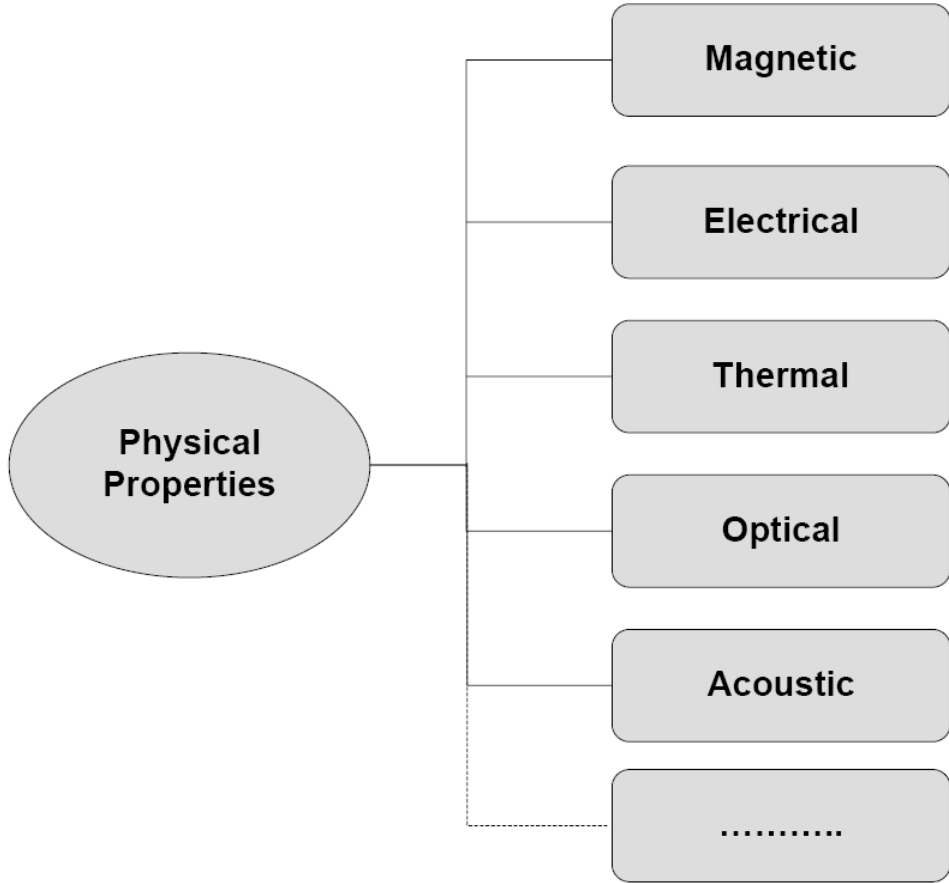 Magnetic
Electrical
Thermal
Physical
Properties
Optical
Acoustic
………..